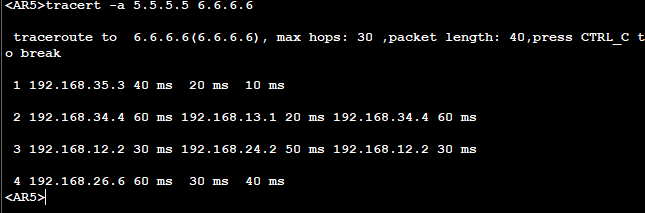 <AR5>tracert -a 5.5.5.5 6.6.6.6
traceroute to  6.6.6.6(6.6.6.6), max hops: 30 ,packet length: 40,press CTRL_C t
o break
1 192.168.35.3 40 ms  20 ms  10 ms
2 192.168.34.4 60 ms 192.168.13.1 20 ms 192.168.34.4 60 ms
3 192.168.12.2 30 ms 192.168.24.2 50 ms 192.168.12.2 30 ms
4 192.168.26.6 60 ms  30 ms  40 ms
<AR5>